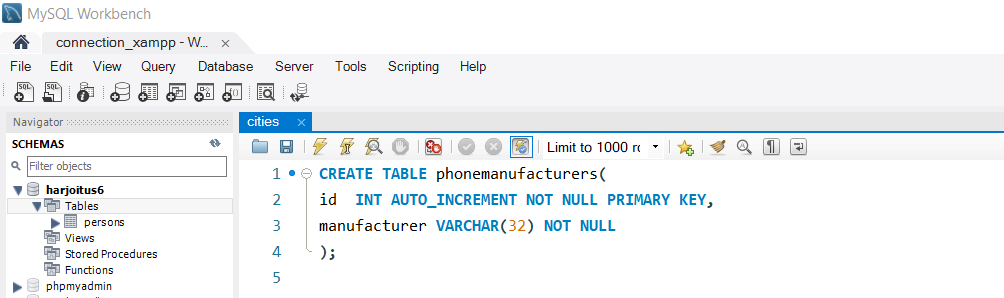 MySQL Workbench
connection_xampp - W... ×
File Edit View Query Database Server Tools Scripting Help
Navigator
cities ×
SCHEMAS
Limit to 1000 rc
Filter objects
harjoitus6
Tables
persons
Views
Stored Procedures
Functions
phpmyadmin
1 CREATE TABLE phonemanufacturers(
2 id INT AUTO_INCREMENT NOT NULL PRIMARY KEY,
3 manufacturer VARCHAR(32) NOT NULL
4 );
5